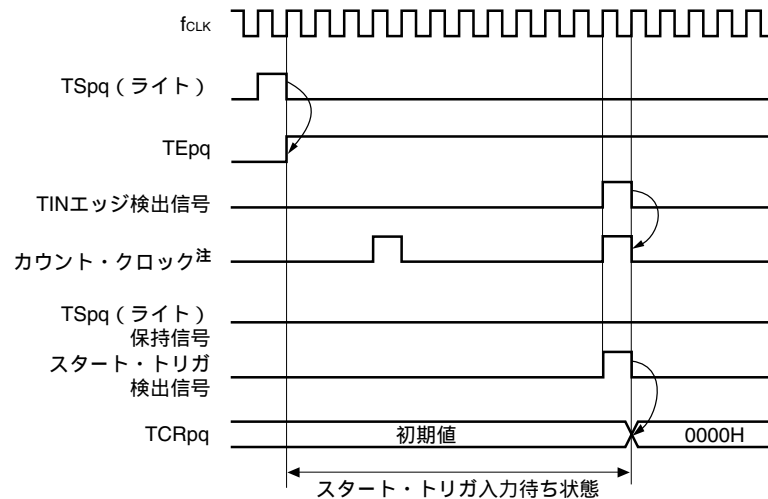 fCLK
TSpq（ライト）
TEpq
TINエッジ検出信号
カウント・クロック注
TSpq（ライト）
保持信号
スタート・トリガ
検出信号
TCRpq
初期値
0000H
スタート・トリガ入力待ち状態